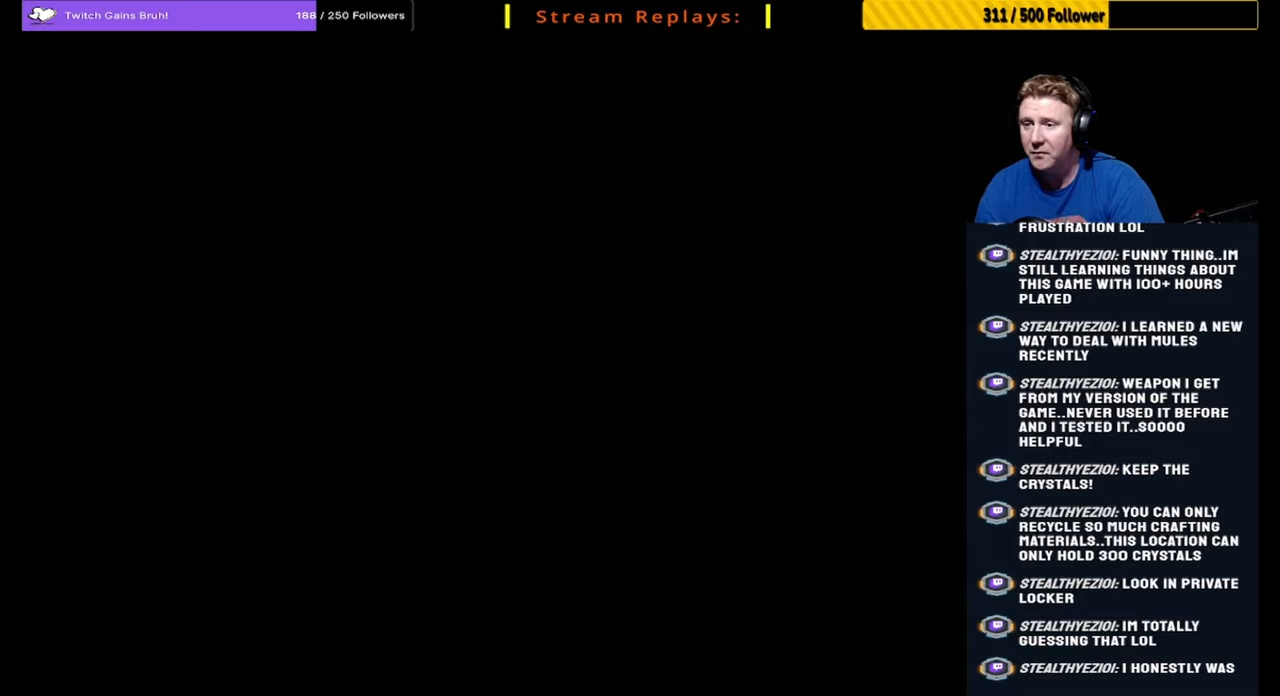 Twitch Gains Bruh!
188 / 250 Followers
Stream Replays:
311 / 500 Follower
FRUSTRATION LOL
STEALTHYEZIO1: FUNNY THING..IM
STILL LEARNING THINGS ABOUT
THIS GAME WITH 100+ HOURS
PLAYED
STEALTHYEZIO1: I LEARNED A NEW
WAY TO DEAL WITH MULES
RECENTLY
STEALTHYEZIO1: WEAPON I GET
FROM MY VERSION OF THE
GAME..NEVER USED IT BEFORE
AND I TESTED IT..SOOOO
HELPFUL
STEALTHYEZIO1: KEEP THE
CRYSTALS!
STEALTHYEZIO1: YOU CAN ONLY
RECYCLE SO MUCH CRAFTING
MATERIALS..THIS LOCATION CAN
ONLY HOLD 300 CRYSTALS
STEALTHYEZIO1: LOOK IN PRIVATE
LOCKER
STEALTHYEZIO1: IM TOTALLY
GUESSING THAT LOL
STEALTHYEZIO1: I HONESTLY WAS